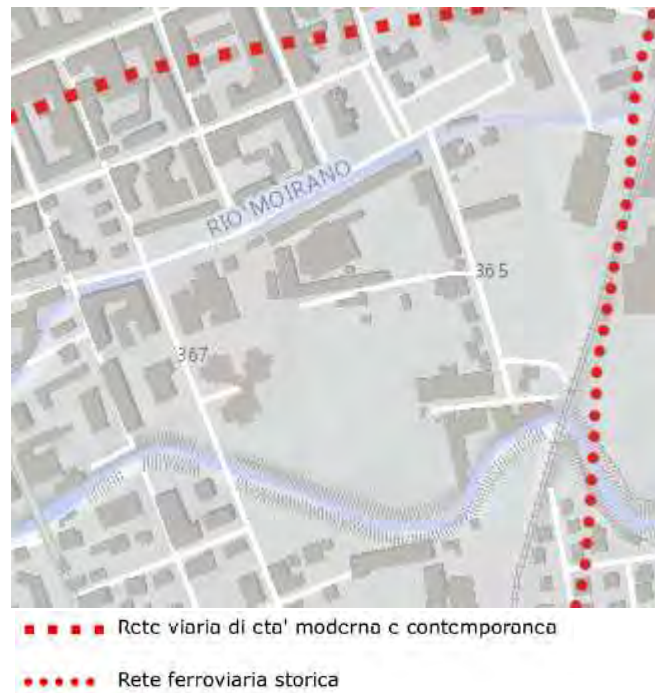 RIO MOIRANO
365
367
Rete viaria di eta' moderna e contemporanea
Rete ferroviaria storica